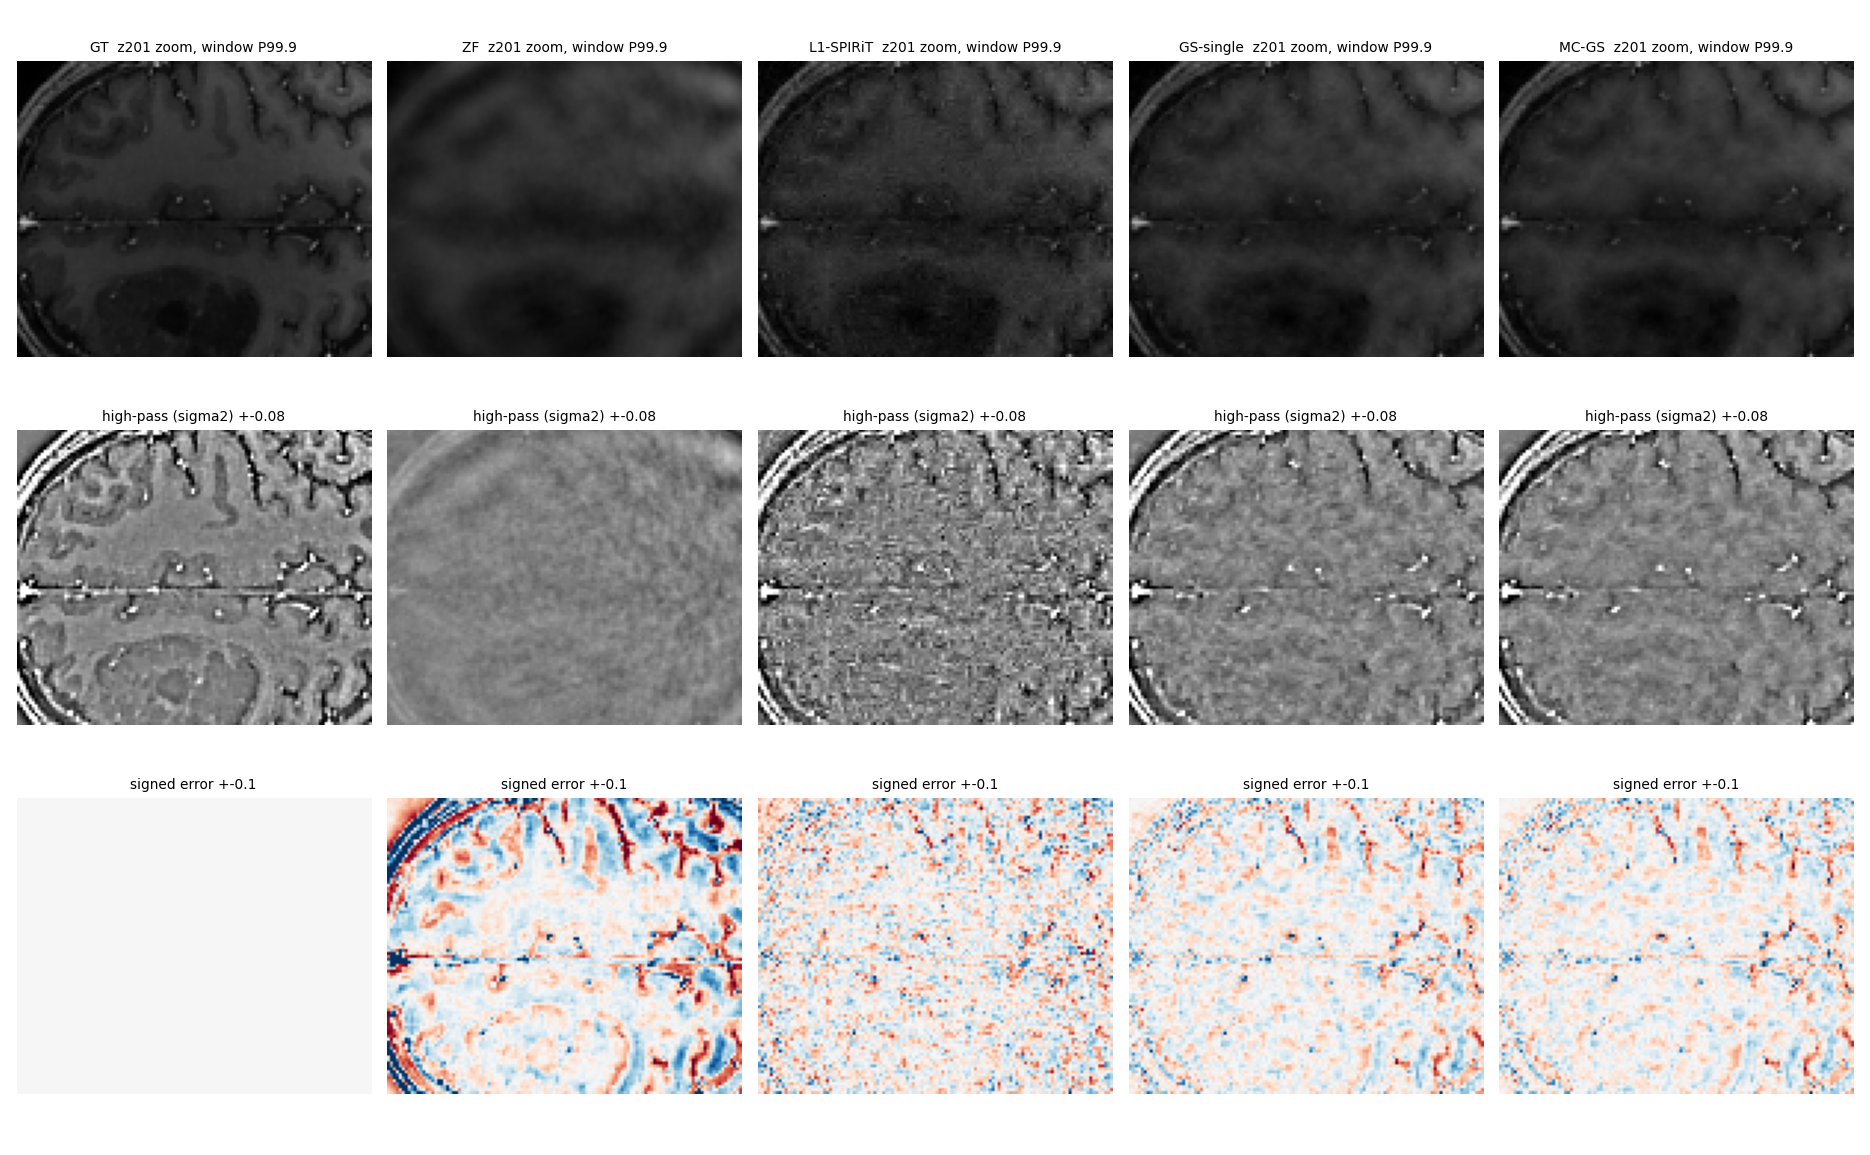 GT  z201 zoom, window P99.9
ZF  z201 zoom, window P99.9
L1-SPIRiT  z201 zoom, window P99.9
GS-single  z201 zoom, window P99.9
MC-GS  z201 zoom, window P99.9
high-pass (sigma2) +-0.08
high-pass (sigma2) +-0.08
high-pass (sigma2) +-0.08
high-pass (sigma2) +-0.08
high-pass (sigma2) +-0.08
signed error +-0.1
signed error +-0.1
signed error +-0.1
signed error +-0.1
signed error +-0.1